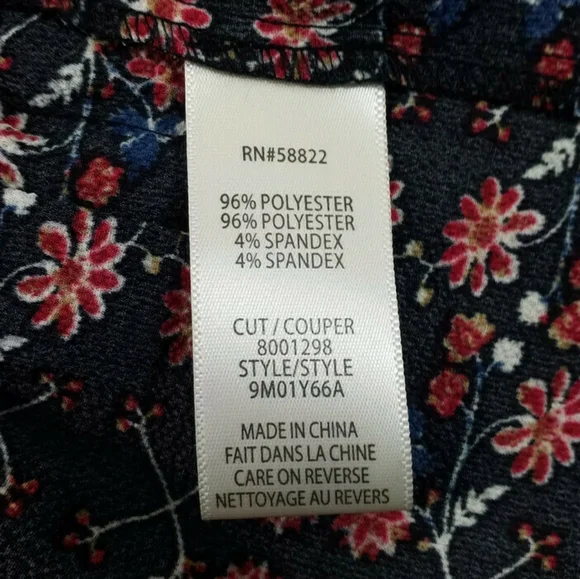 RN#58822
96% POLYESTER
96% POLYESTER
4% SPANDEX
4% SPANDEX
CUT / COUPER
8001298
STYLE/STYLE
9M01Y66A
MADE IN CHINA
FAIT DANS LA CHINE
CARE ON REVERSE
NETTOYAGE AU REVERS